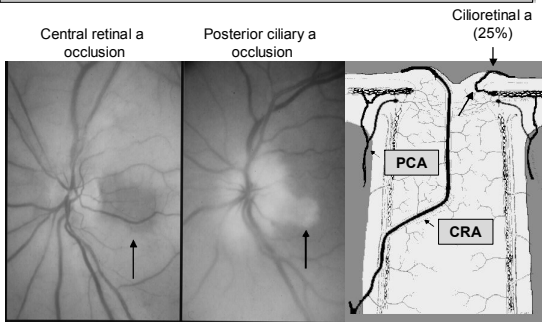 Central retinal a
occlusion
Posterior ciliary a
occlusion
Cilioretinal a
(25%)
PCA
CRA